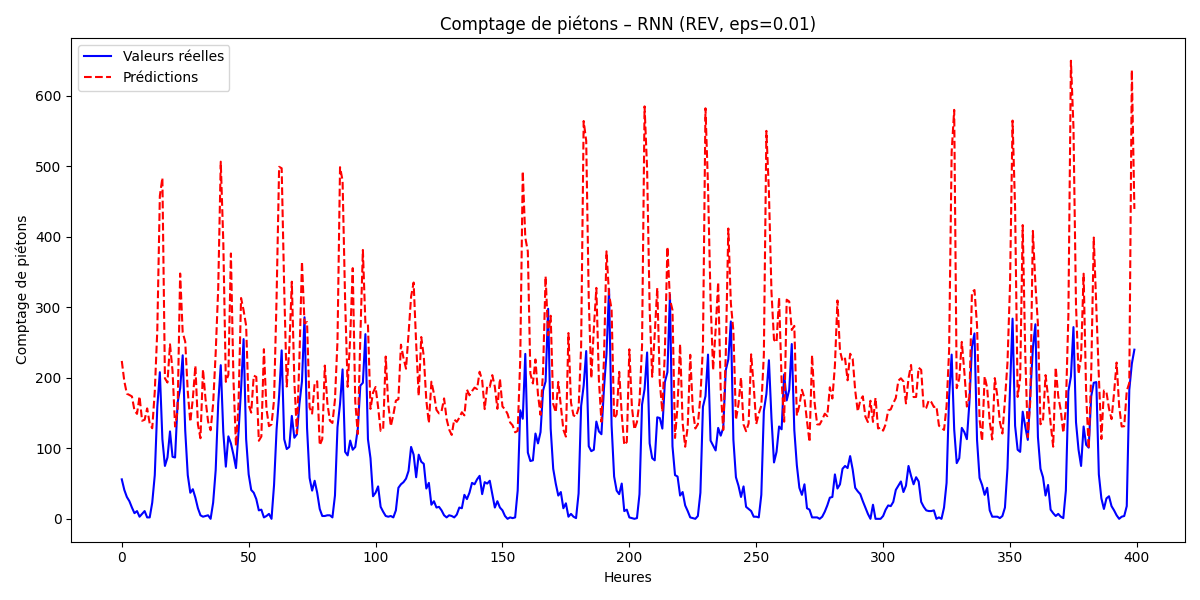 Comptage de piétons – RNN (REV, eps=0.01)
Valeurs réelles
Prédictions
Comptage de piétons
600
500
400
300
200
100
0
0 50 100 150 200 250 300 350 400
Heures